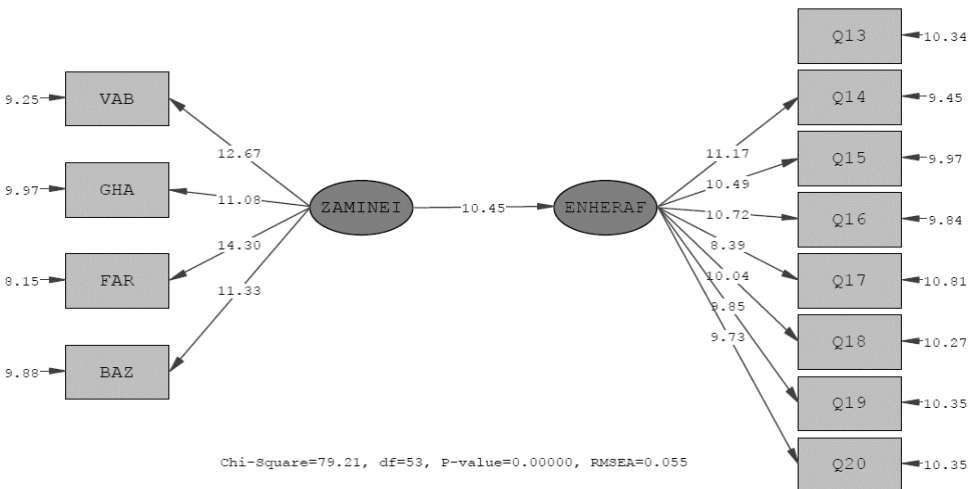 Q13
10.34
VAB
9.25
Q14
9.45
12.67
11.17
Q15
9.97
GHA
9.97
11.08
10.49
ZAMINEI
10.45
ENHERAF
10.72
Q16
9.84
14.30
8.39
FAR
8.15
10.04
Q17
10.81
11.33
9.85
9.73
Q18
10.27
BAZ
9.88
Q19
10.35
Q20
10.35
Chi-Square=79.21, df=53, P-value=0.00000, RMSEA=0.055